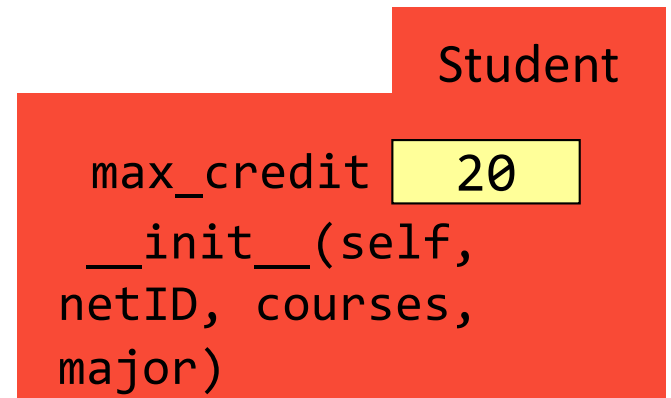 Student
max_credit 20
__init__(self,
netID, courses,
major)